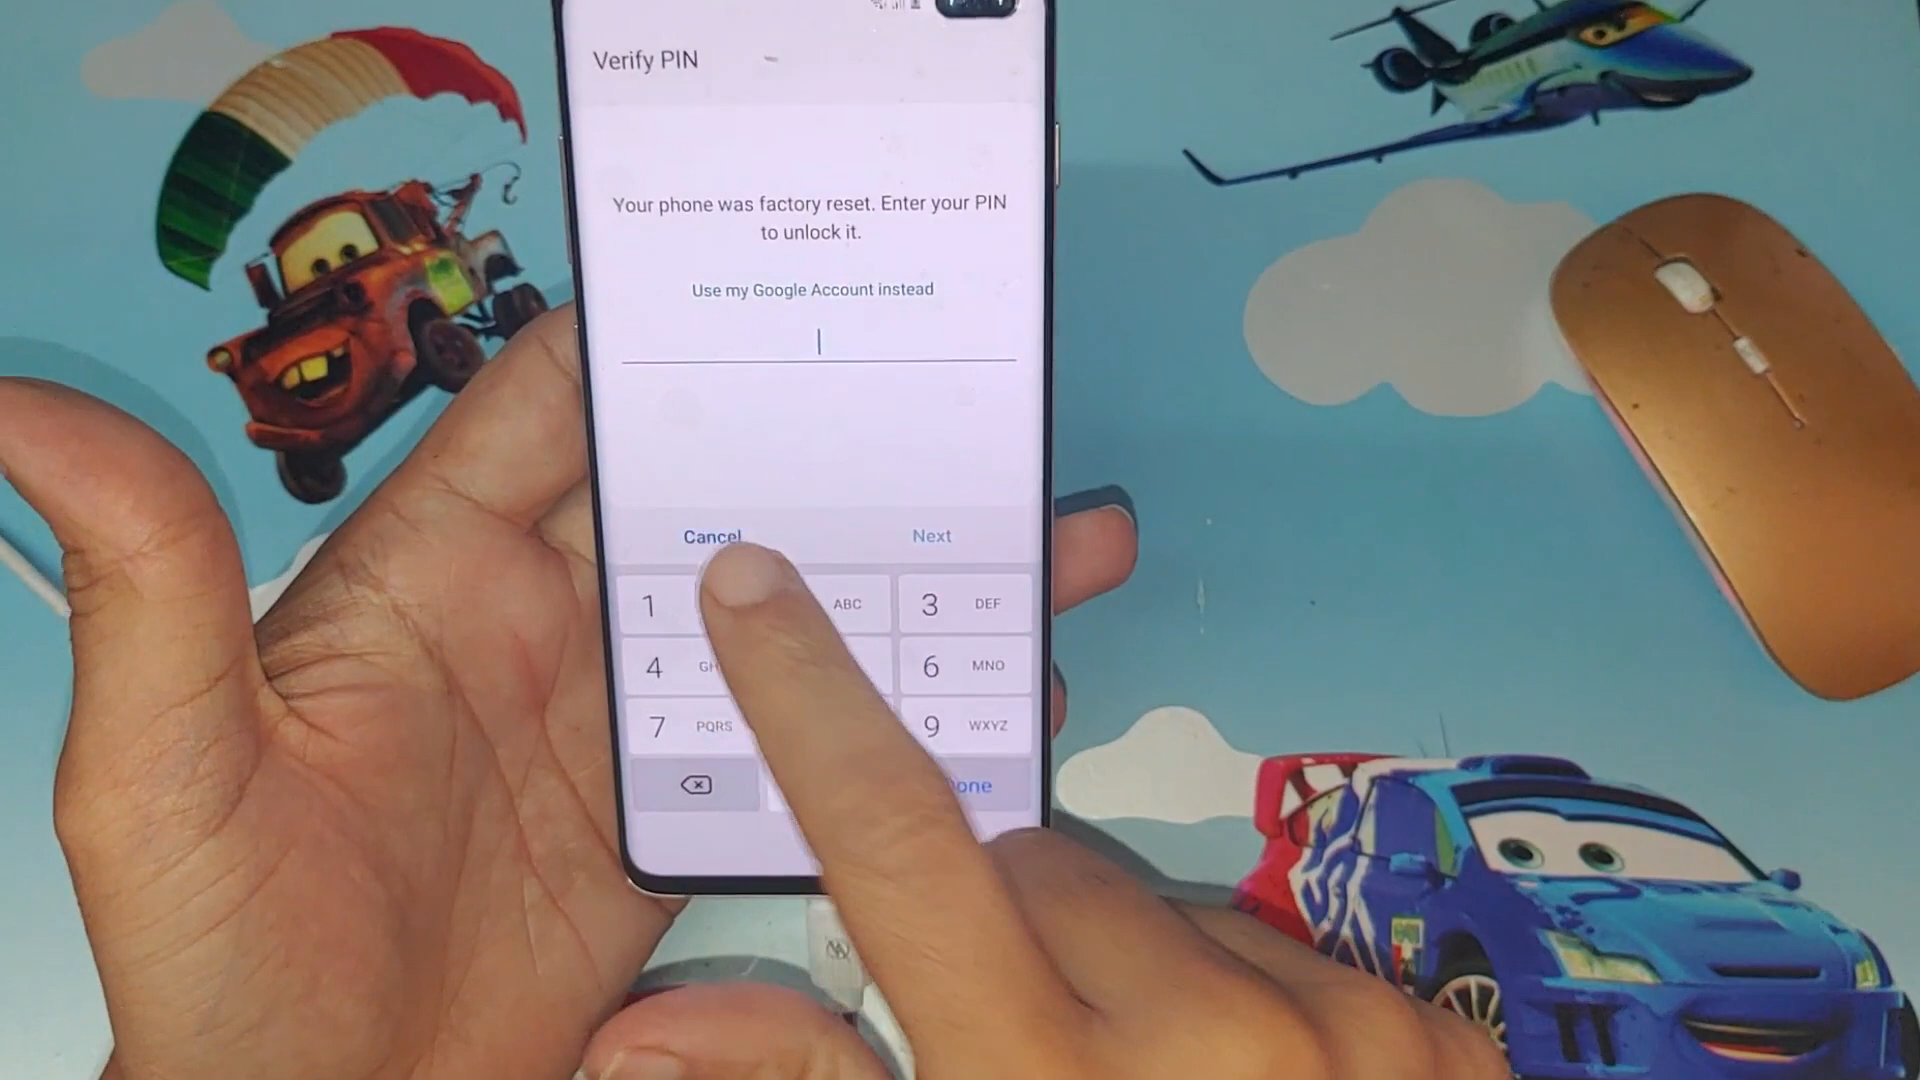 Verify PIN
Your phone was factory reset. Enter your PIN
to unlock it.
Use my Google Account instead
Cancel Next
1 ABC 3 DEF
4 GH 6 MNO
7 PQRS 9 WXYZ
one